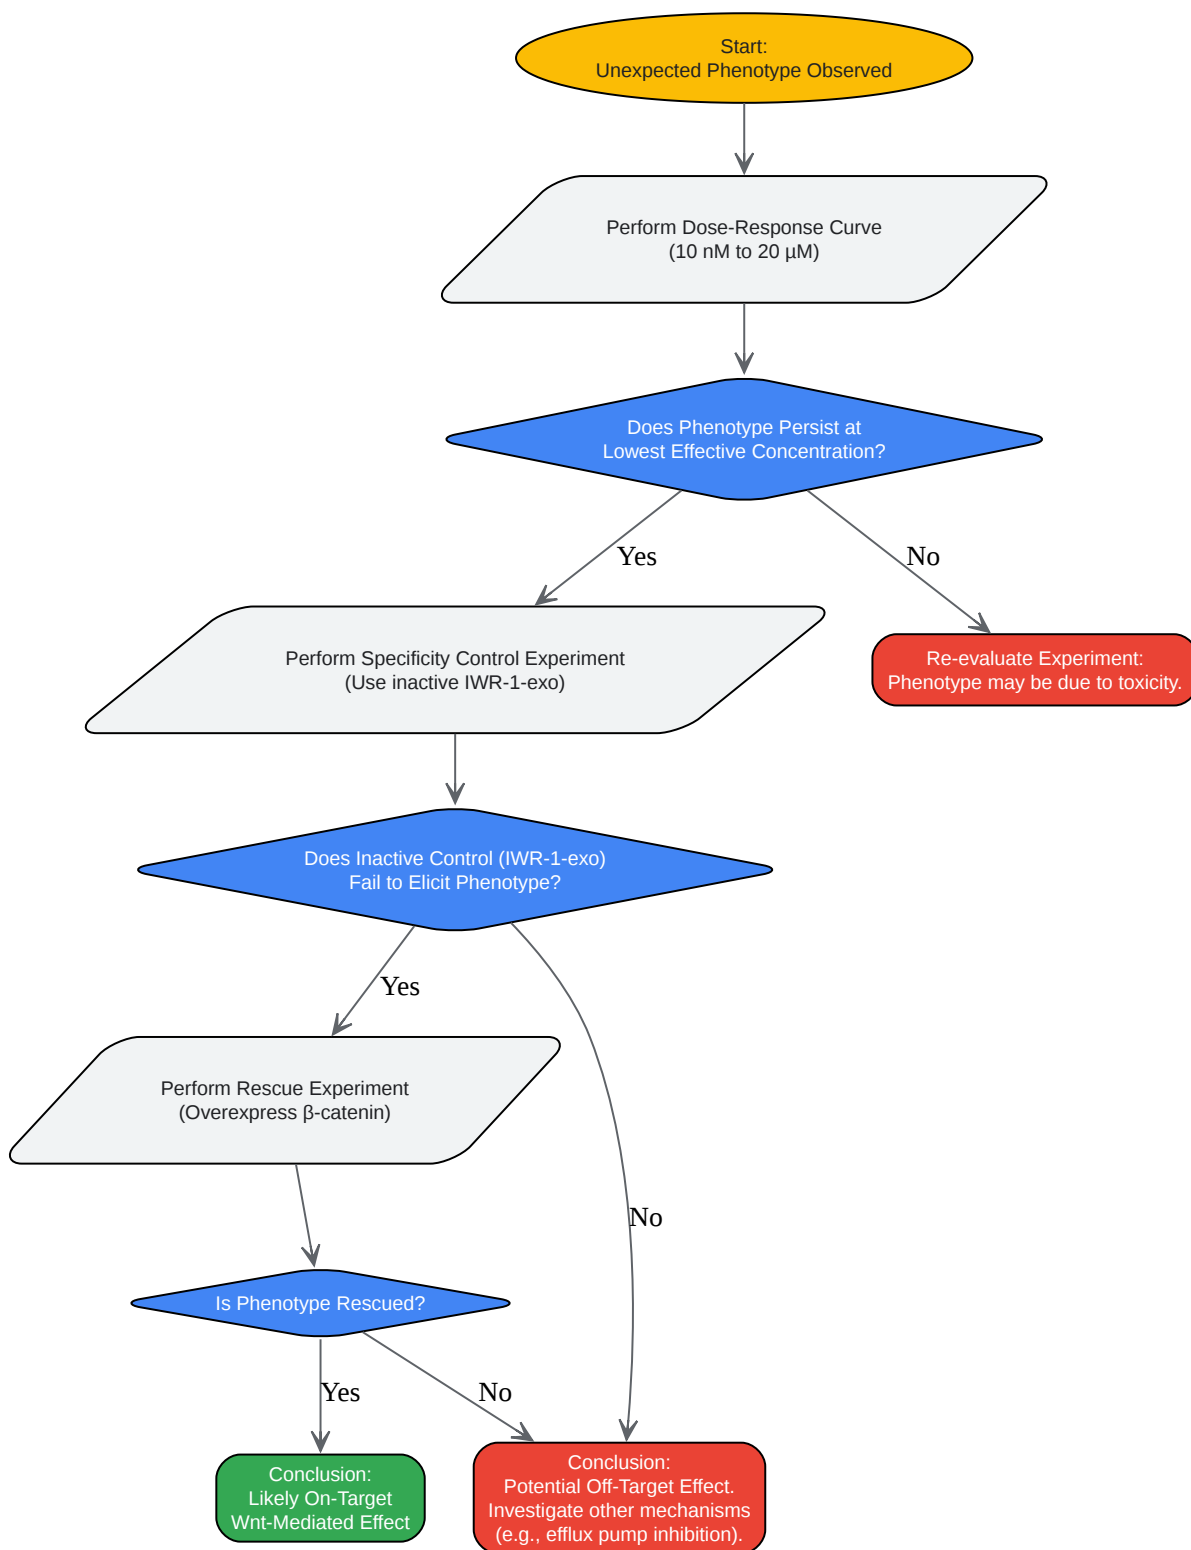 Start:
Unexpected Phenotype Observed
Perform Dose-Response Curve
(10 nM to 20 µM)
Does Phenotype Persist at
Lowest Effective Concentration?
Yes
No
Perform Specificity Control Experiment
(Use inactive IWR-1-exo)
Re-evaluate Experiment:
Phenotype may be due to toxicity.
Does Inactive Control (IWR-1-exo)
Fail to Elicit Phenotype?
Yes
Perform Rescue Experiment
(Overexpress β-catenin)
No
Is Phenotype Rescued?
Yes
No
Conclusion:
Likely On-Target
Wnt-Mediated Effect
Conclusion:
Potential Off-Target Effect.
Investigate other mechanisms
(e.g., efflux pump inhibition).